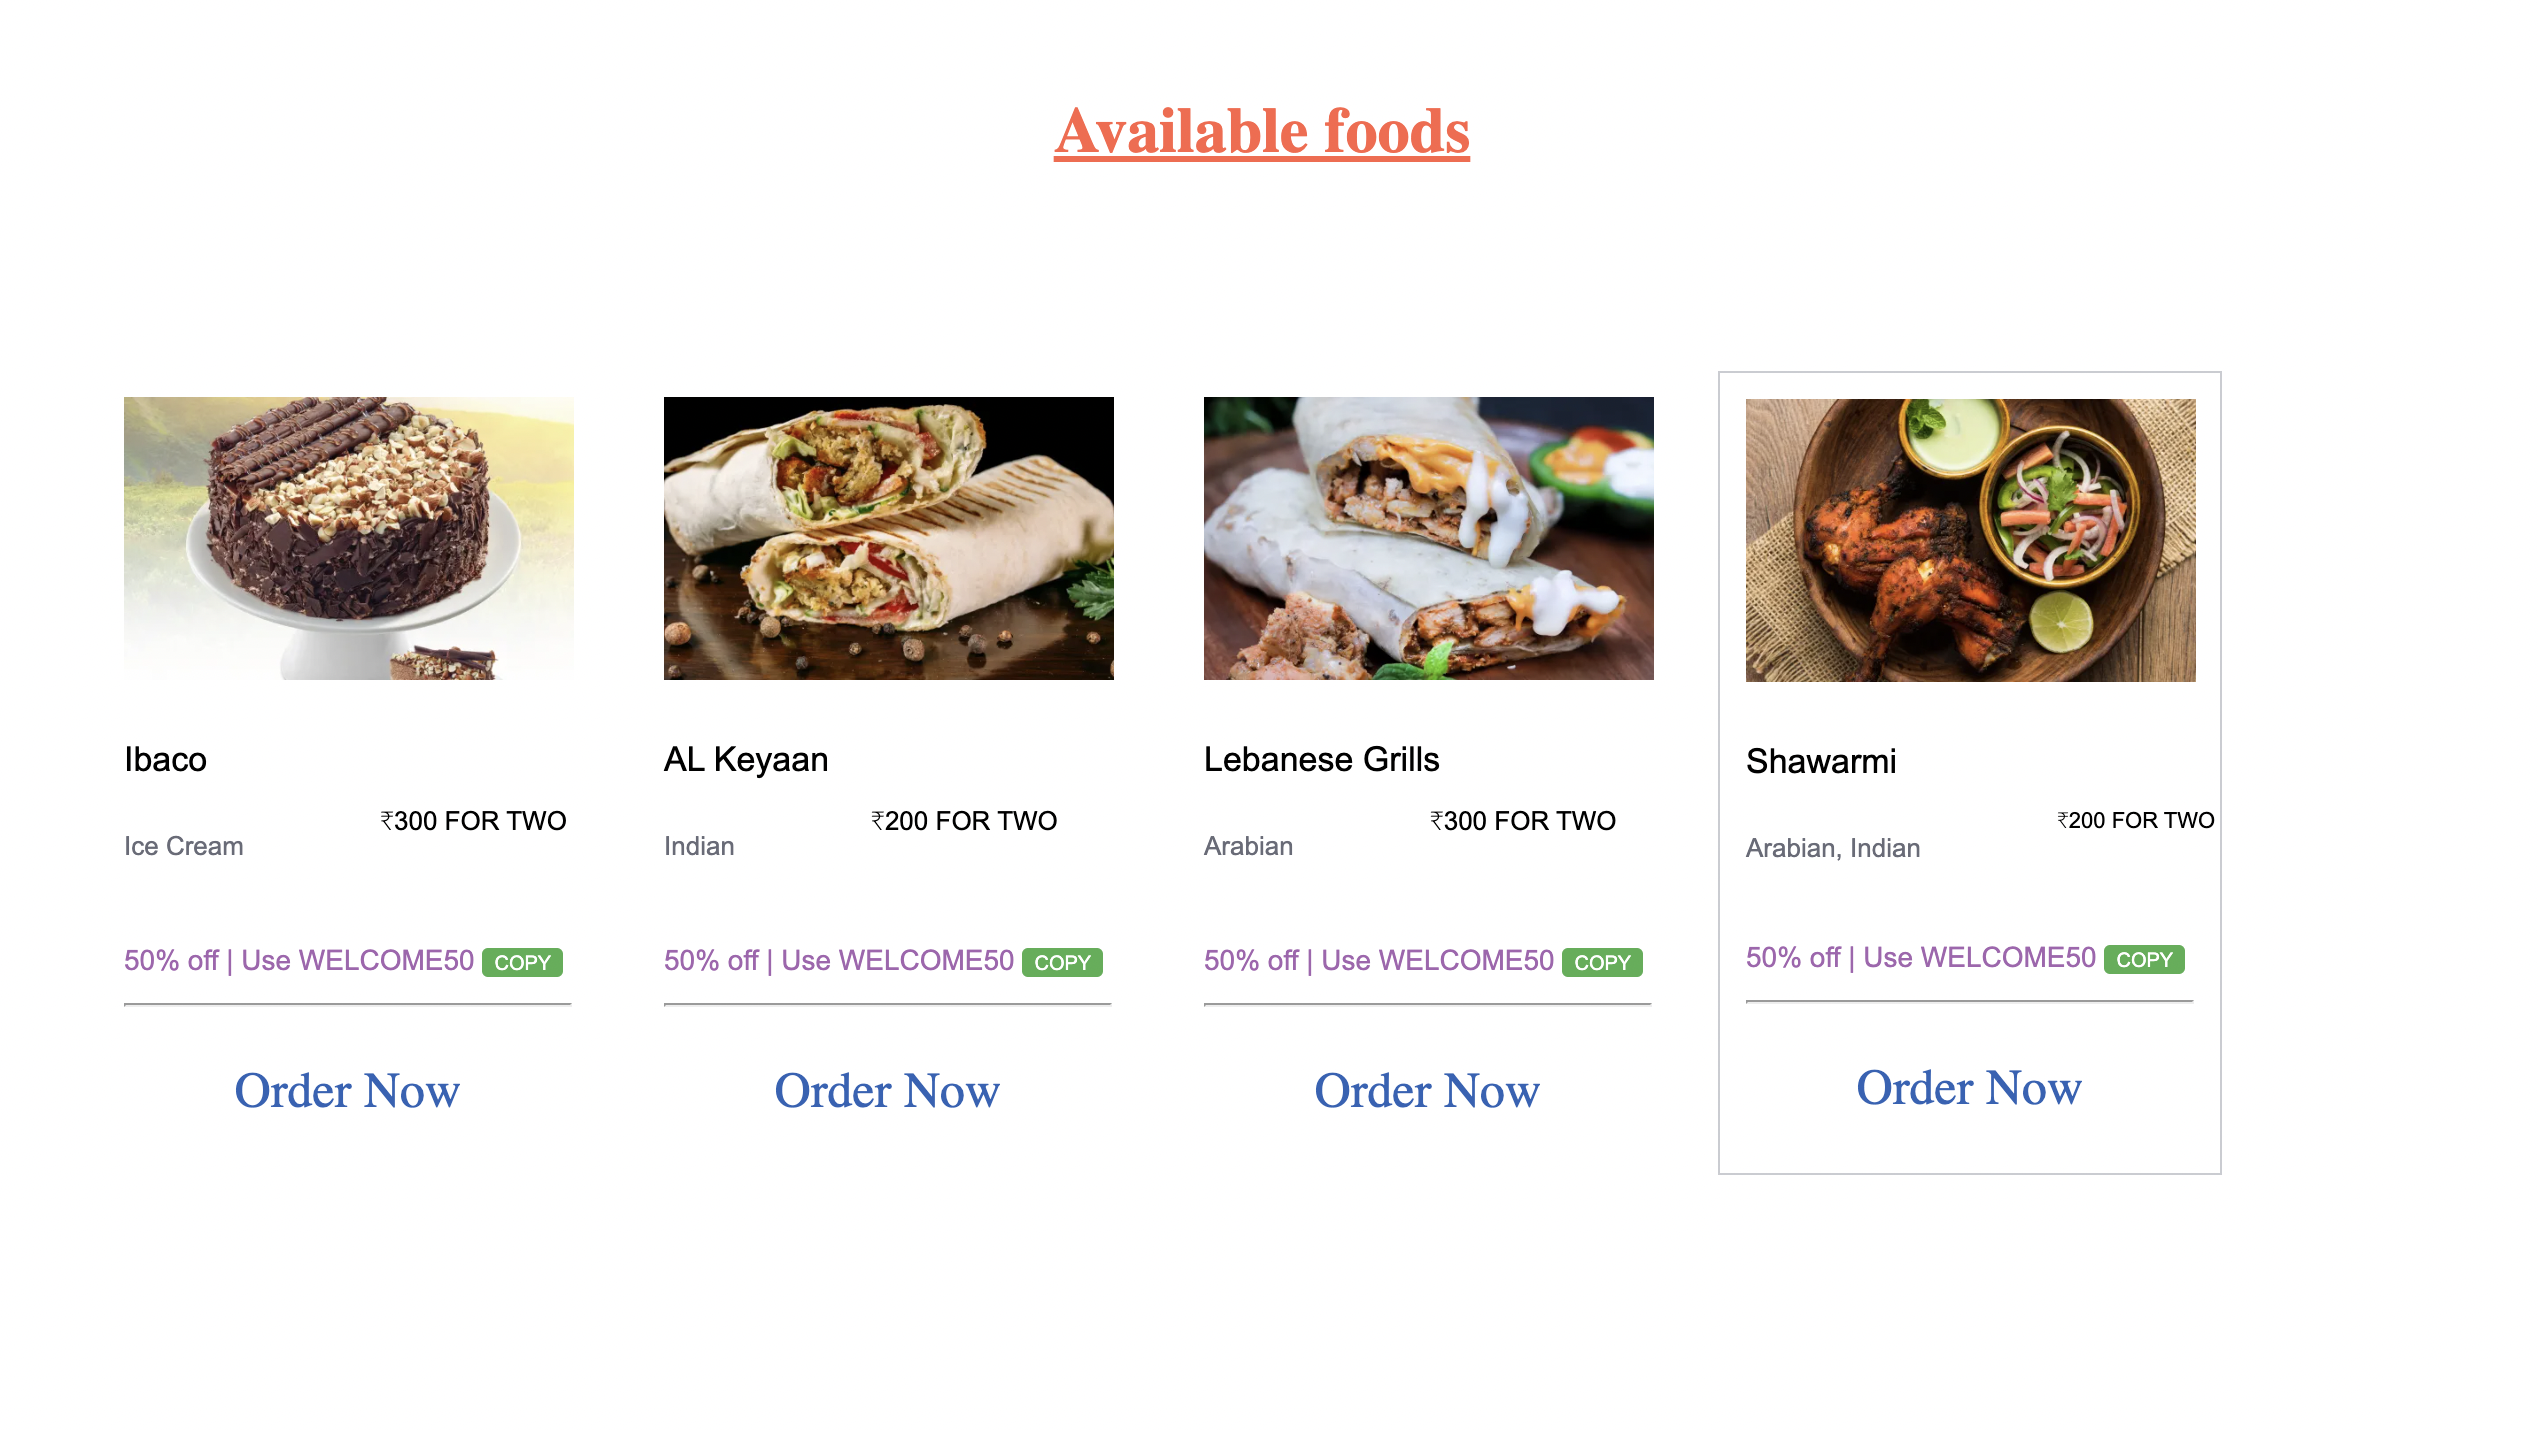 Available foods
Ibaco
₹300 FOR TWO
Ice Cream
50% off | Use WELCOME50 COPY
Order Now
AL Keyaan
₹200 FOR TWO
Indian
50% off | Use WELCOME50 COPY
Order Now
Lebanese Grills
₹300 FOR TWO
Arabian
50% off | Use WELCOME50 COPY
Order Now
Shawarmi
₹200 FOR TWO
Arabian, Indian
50% off | Use WELCOME50 COPY
Order Now